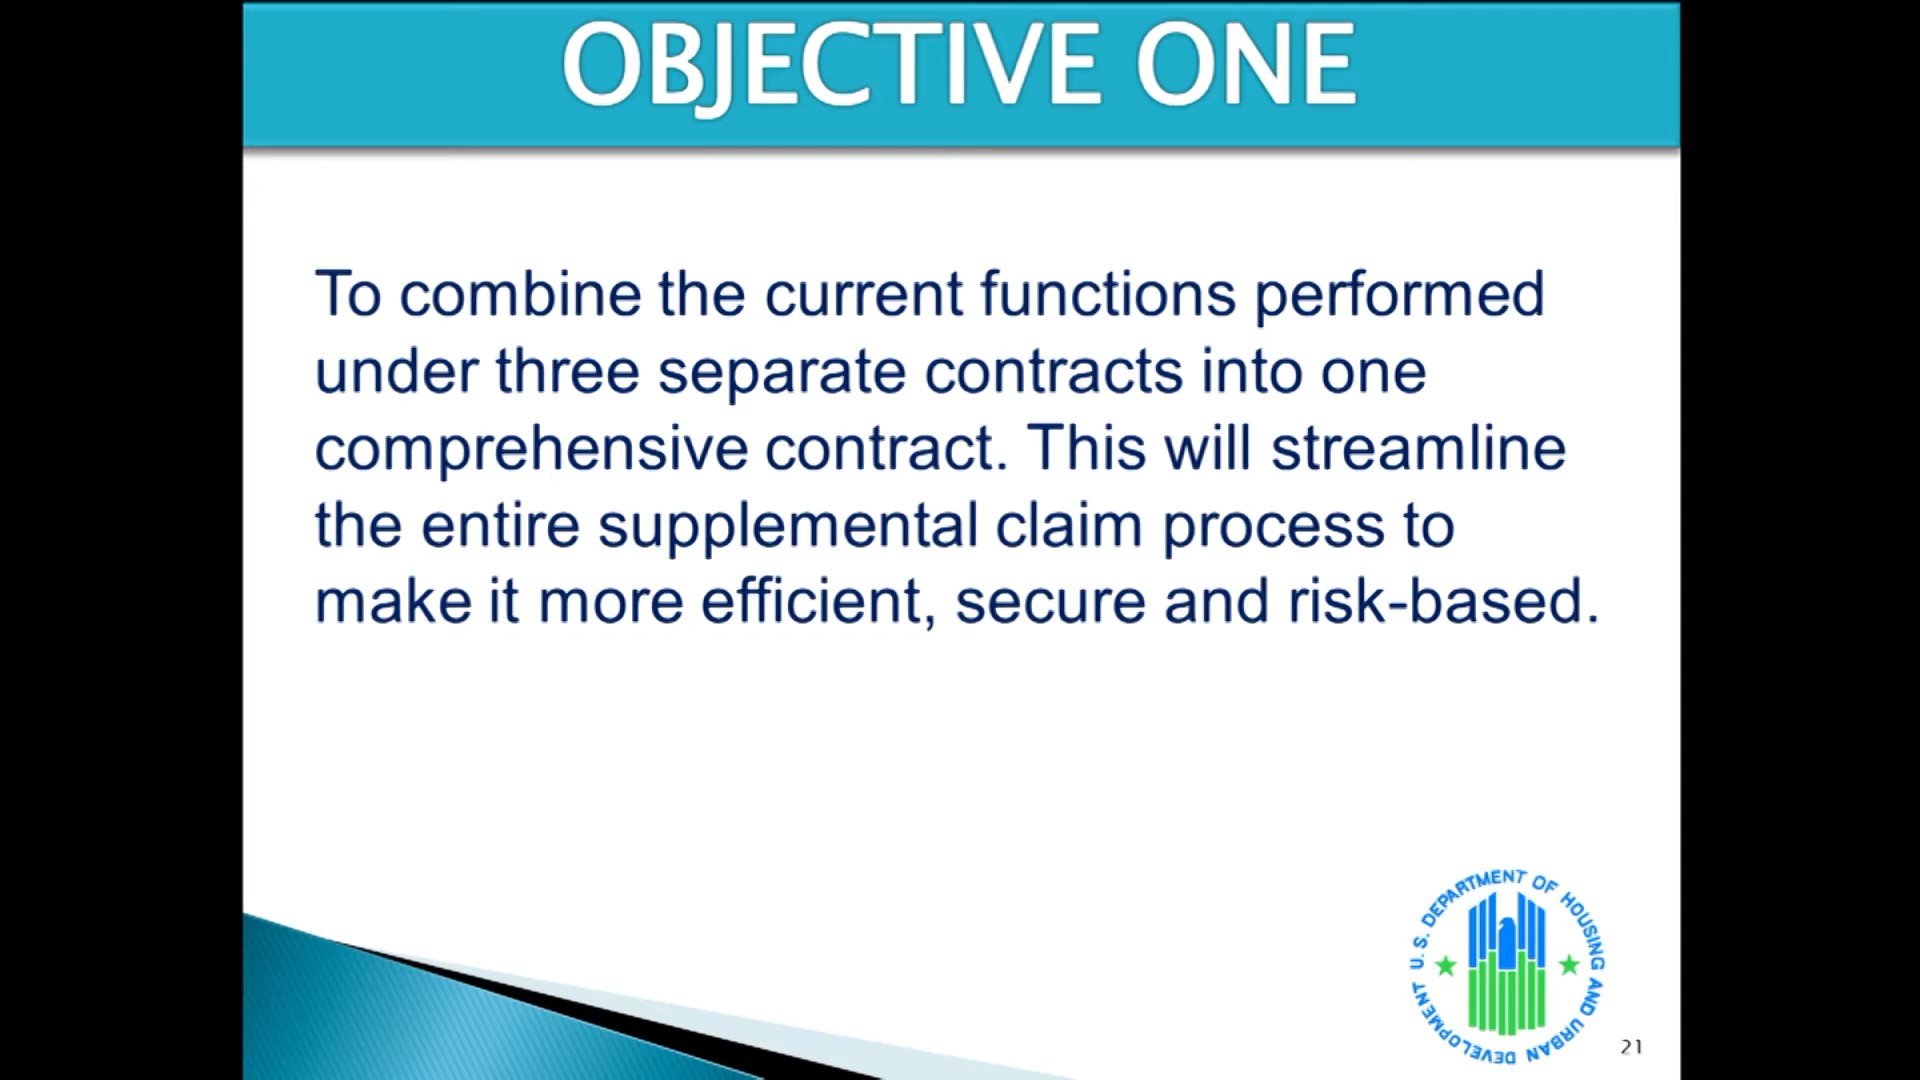 OBJECTIVE ONE
To combine the current functions performed
under three separate contracts into one
comprehensive contract. This will streamline
the entire supplemental claim process to
make it more efficient, secure and risk-based.
U.S. DEPARTMENT OF HOUSING AND URBAN DEVELOPMENT
21